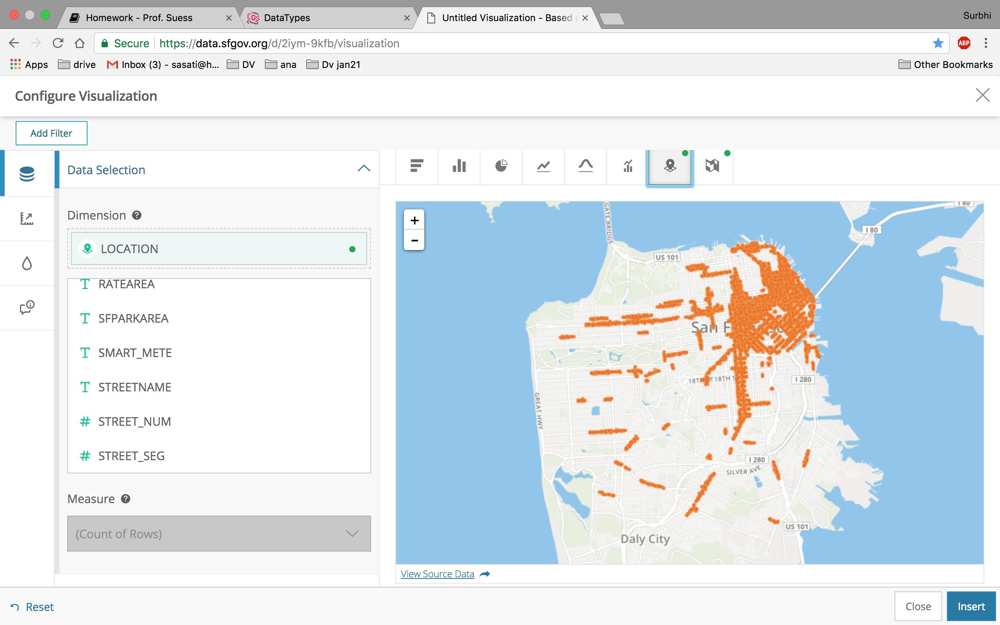 Homework - Prof. Suess
DataTypes
Untitled Visualization - Based
Surbhi
Secure
https://data.sfgov.org/d/2iym-9kfb/visualization
ABP
Apps
drive
Inbox (3) - sasati@h...
DV
ana
Dv jan21
Other Bookmarks
Configure Visualization
Add Filter
Data Selection
Dimension ?
LOCATION
RATEAREA
SFPARKAREA
SMART_METE
STREETNAME
# STREET_NUM
# STREET_SEG
Measure ?
(Count of Rows)
+
-
GATE BRIDGE
I 80
I 80
US 101
San F
18TH ST
18TH S
I 280
GREAT HWY
I 280
SILVER AVE
US 101
Daly City
View Source Data
Reset
Close
Insert